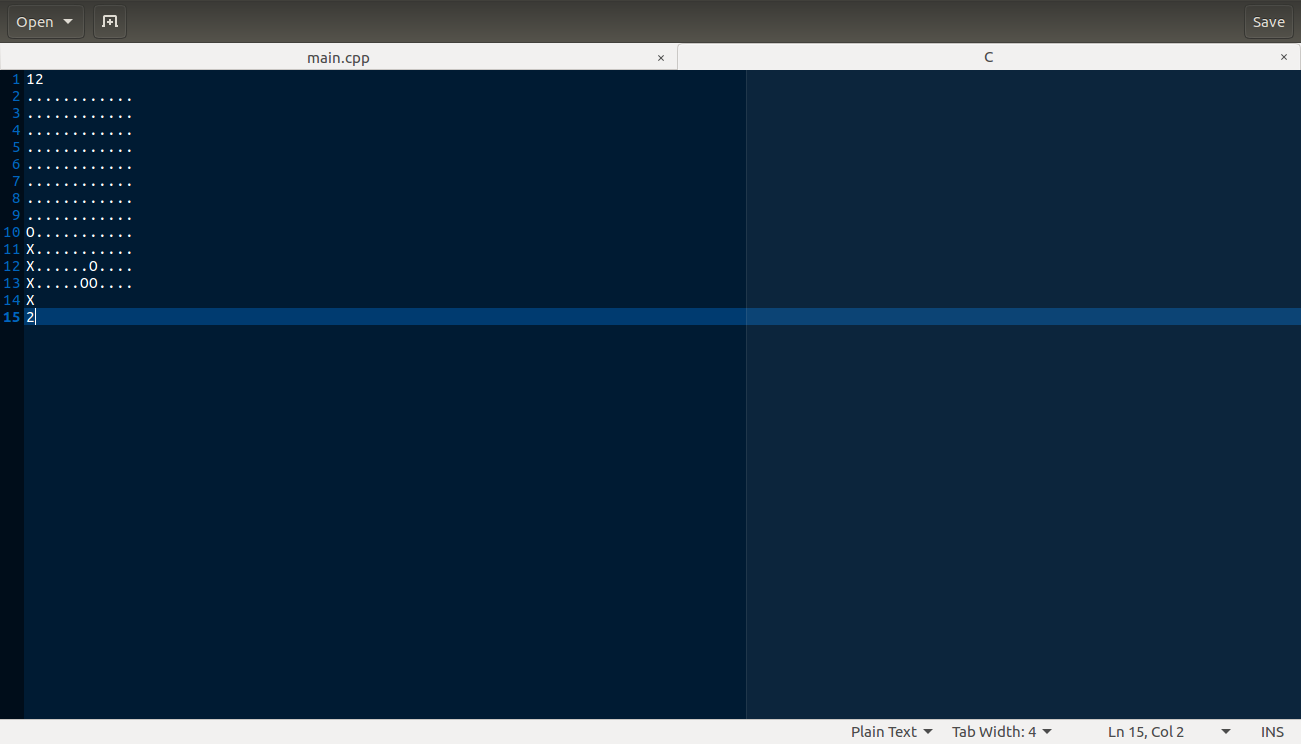 Open
Save
main.cpp ×
C ×
1 12
2 ............
3 ............
4 ............
5 ............
6 ............
7 ............
8 ............
9 ............
10 O...........
11 X...........
12 X......O....
13 X.....OO....
14 X
15 2
Plain Text Tab Width: 4 Ln 15, Col 2 INS